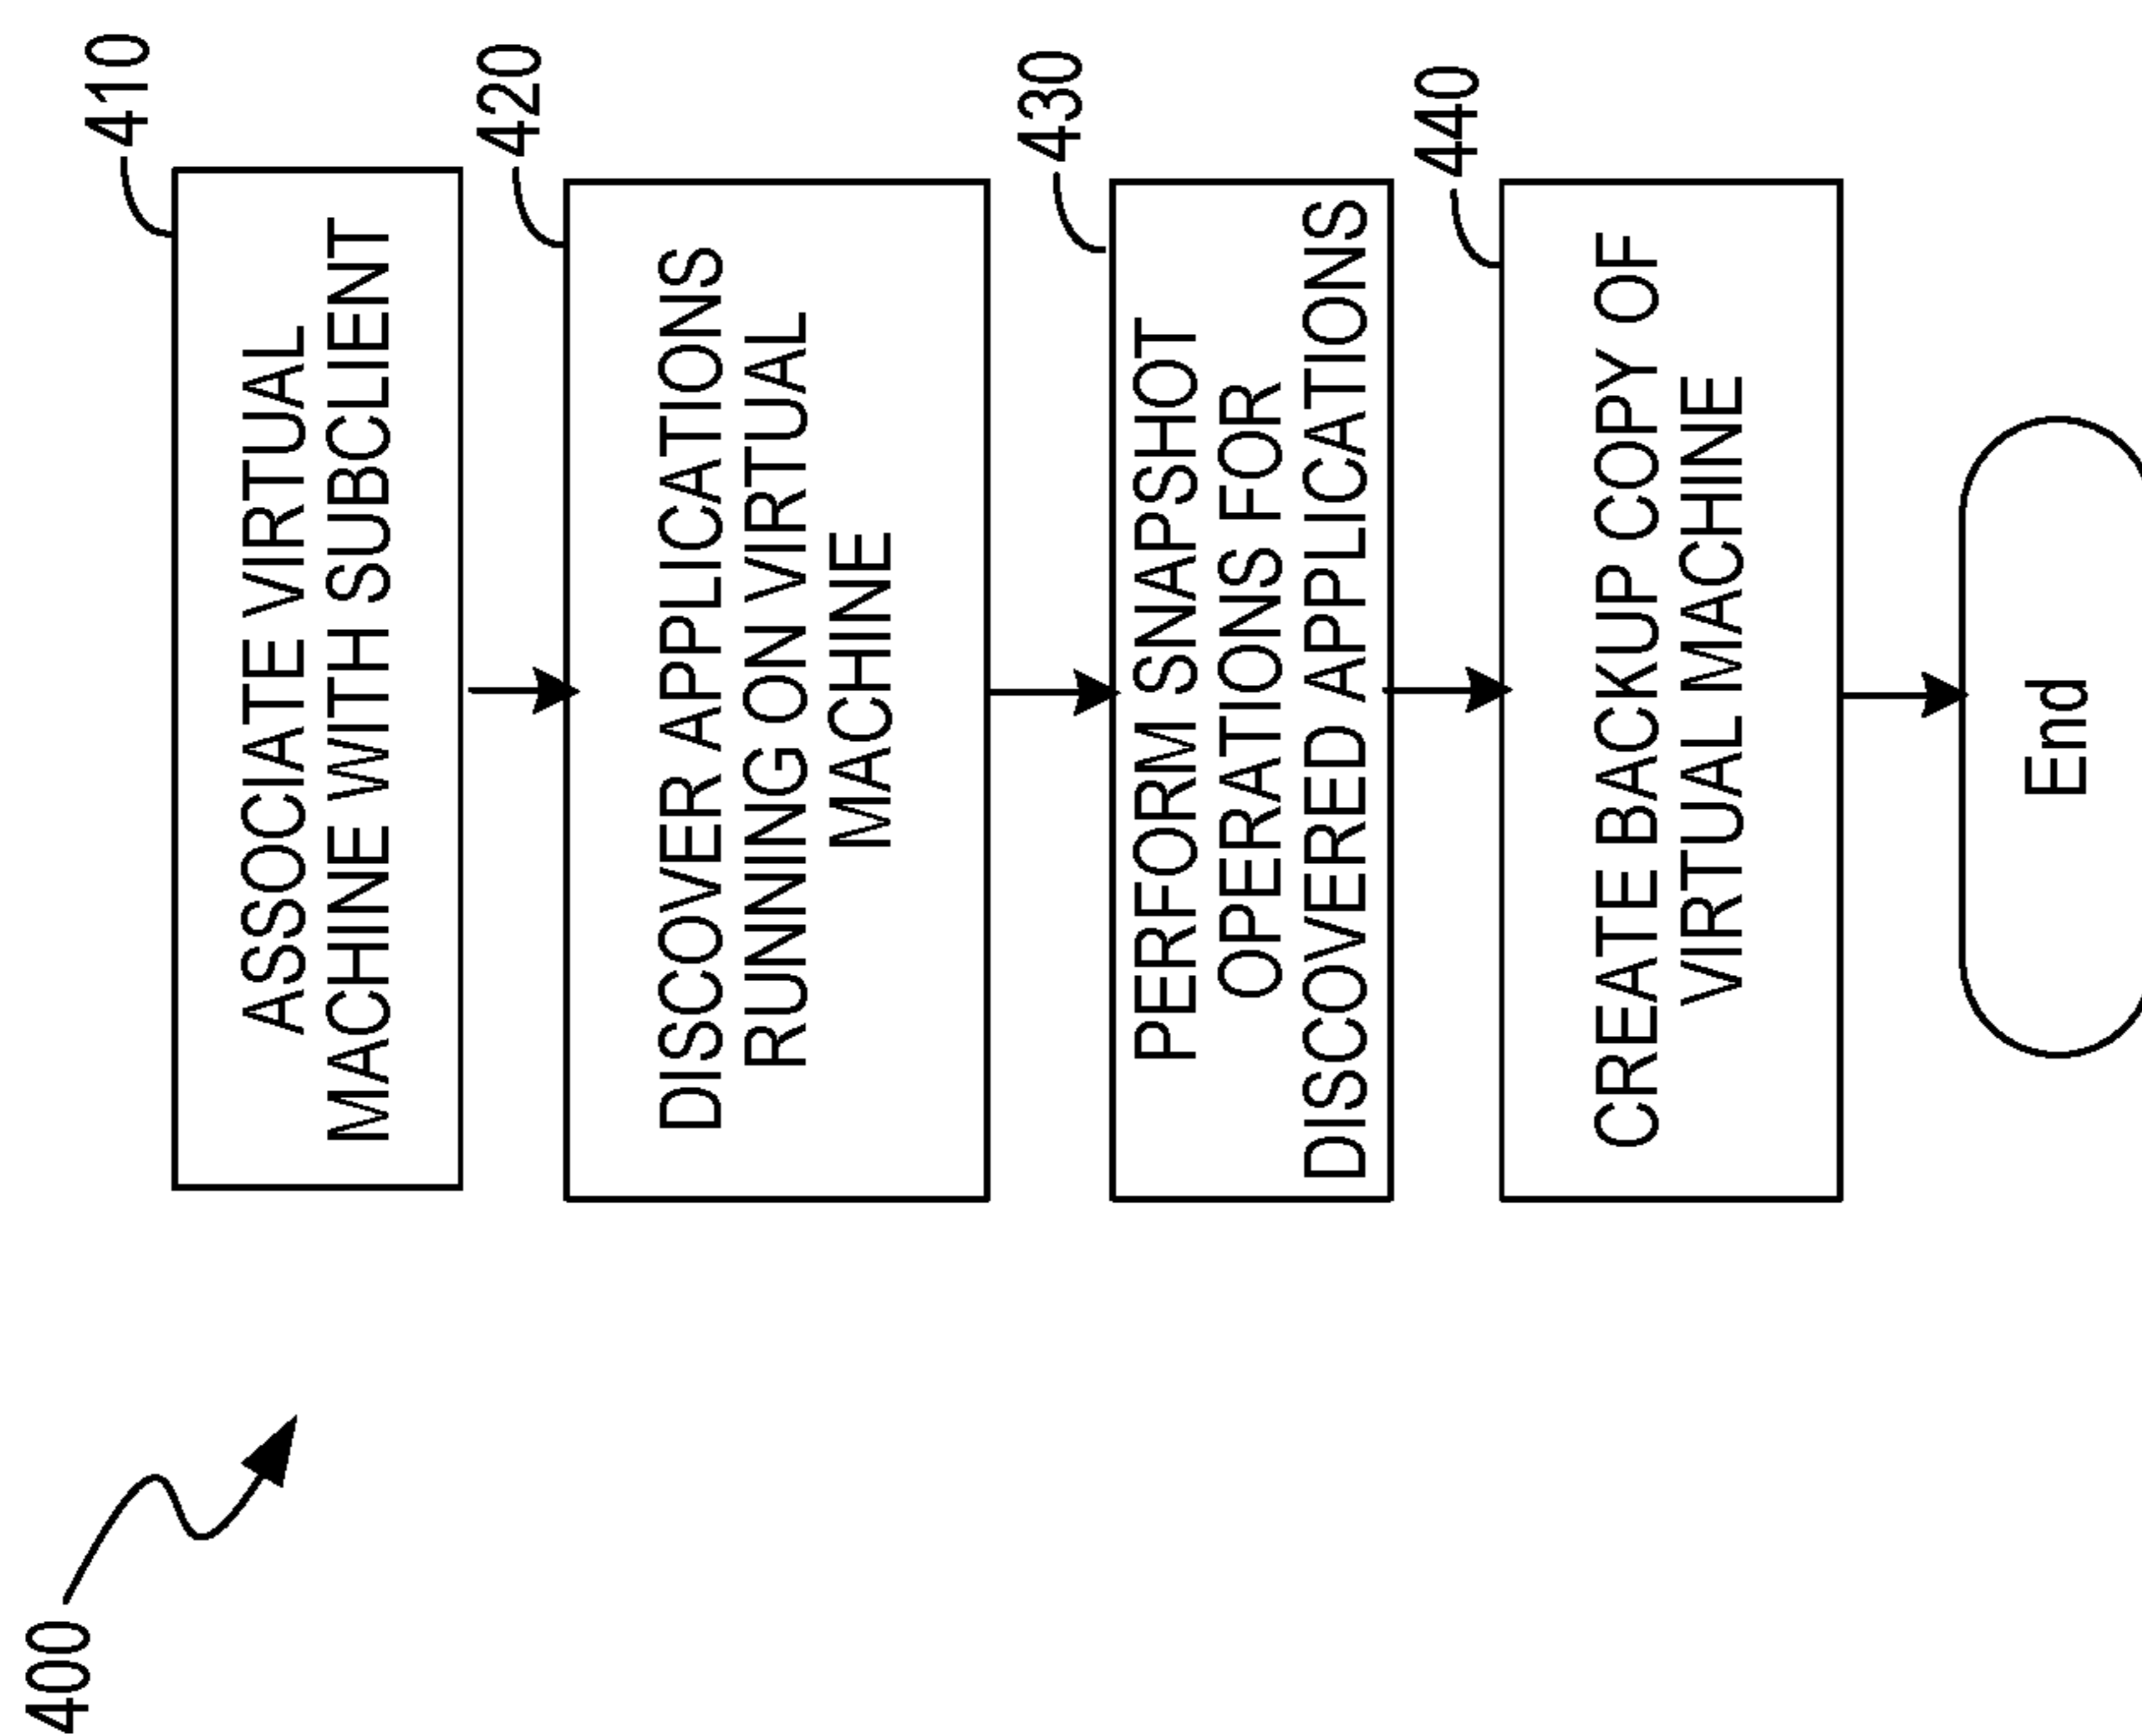 400
410
ASSOCIATE VIRTUAL
MACHINE WITH SUBCLIENT
420
DISCOVER APPLICATIONS
RUNNING ON VIRTUAL
MACHINE
430
PERFORM SNAPSHOT
OPERATIONS FOR
DISCOVERED APPLICATIONS
440
CREATE BACKUP COPY OF
VIRTUAL MACHINE
End